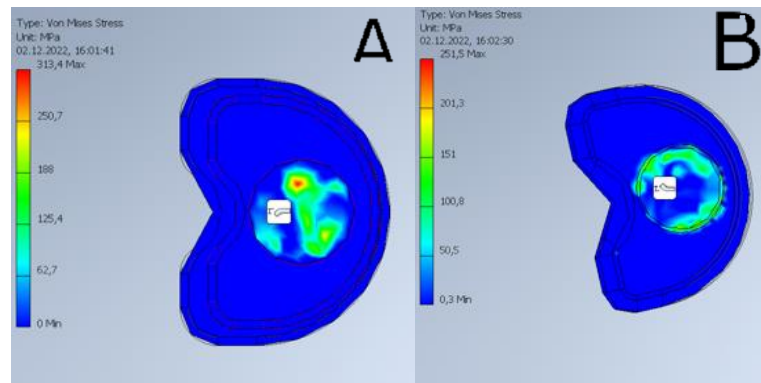 Type: Von Mises Stress
Unit: MPa
02.12.2022, 16:01:41
313,4 Max
250,7
188
125,4
62,7
0 Min
A
Type: Von Mises Stress
Unit: MPa
02.12.2022, 16:02:30
251,5 Max
201,3
151
100,8
50,5
0,3 Min
B